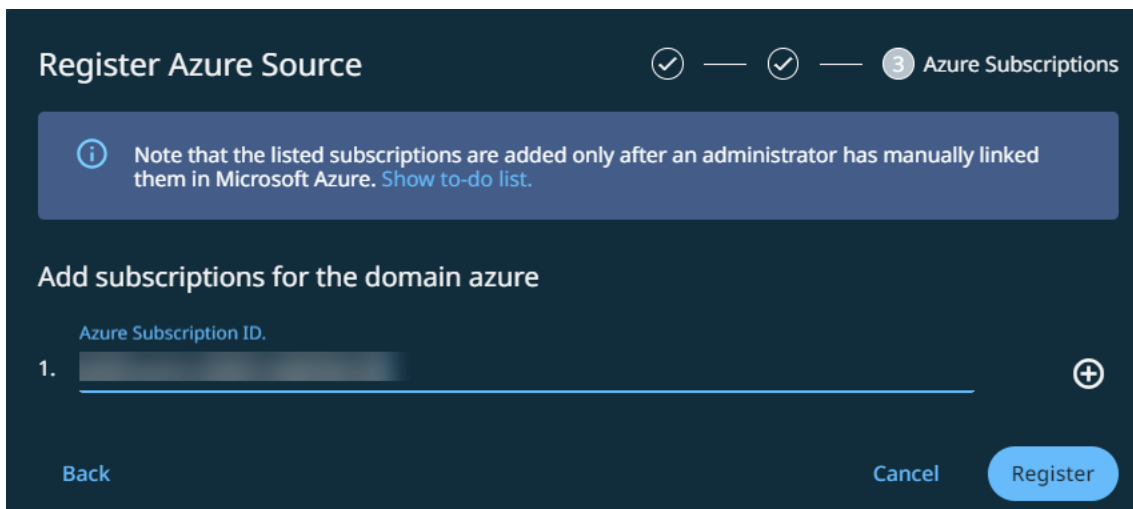 Register Azure Source
3 Azure Subscriptions
Note that the listed subscriptions are added only after an administrator has manually linked
them in Microsoft Azure. Show to-do list.
Add subscriptions for the domain azure
Azure Subscription ID.
1.
Back
Cancel
Register